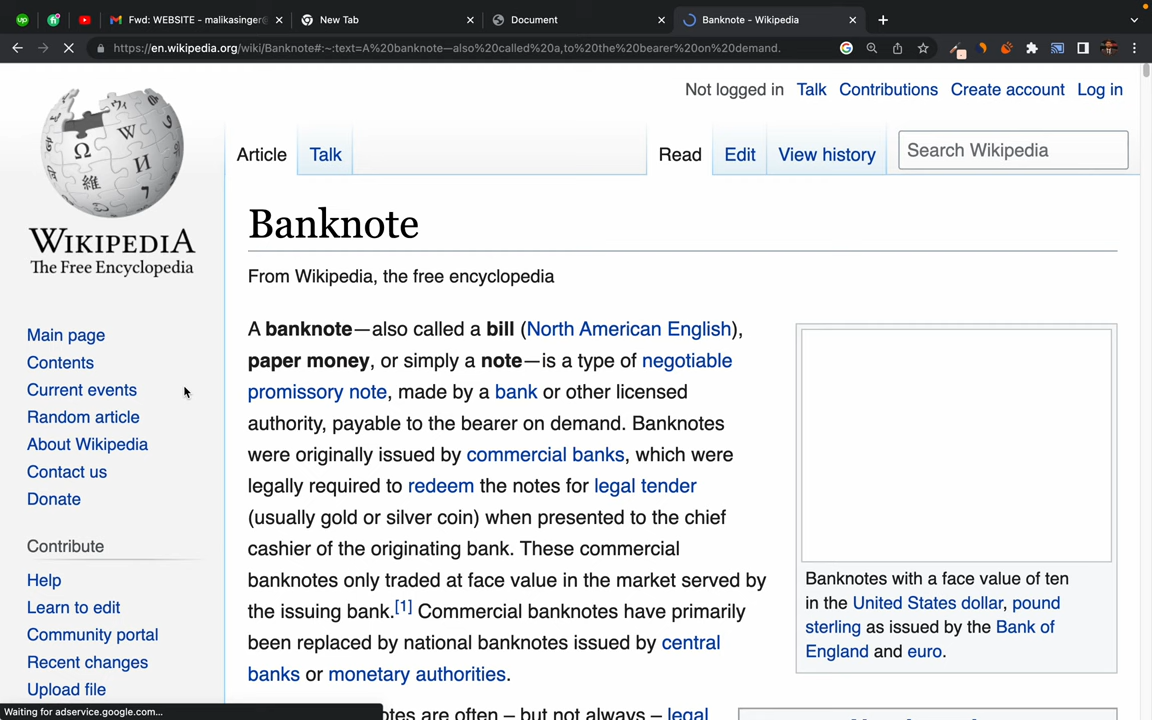 Fwd: WEBSITE - malikasinger@
New Tab
Document
Banknote - Wikipedia
https://en.wikipedia.org/wiki/Banknote#:~:text=A%20banknote—also%20called%20a,to%20the%20bearer%20on%20demand.
Not logged in Talk Contributions Create account Log in
Article Talk Read Edit View history Search Wikipedia
WIKIPEDIA
The Free Encyclopedia
Main page
Contents
Current events
Random article
About Wikipedia
Contact us
Donate
Contribute
Help
Learn to edit
Community portal
Recent changes
Upload file
Banknote
From Wikipedia, the free encyclopedia
A banknote—also called a bill (North American English),
paper money, or simply a note—is a type of negotiable
promissory note, made by a bank or other licensed
authority, payable to the bearer on demand. Banknotes
were originally issued by commercial banks, which were
legally required to redeem the notes for legal tender
(usually gold or silver coin) when presented to the chief
cashier of the originating bank. These commercial
banknotes only traded at face value in the market served by
the issuing bank.[1] Commercial banknotes have primarily
been replaced by national banknotes issued by central
banks or monetary authorities.
otes are often – but not always – legal
Banknotes with a face value of ten
in the United States dollar, pound
sterling as issued by the Bank of
England and euro.
Waiting for adservice.google.com...